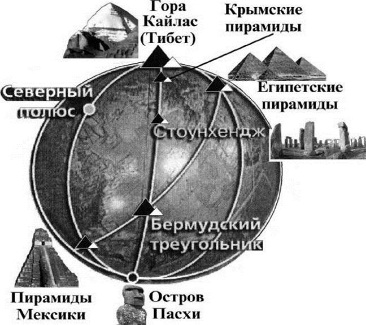 Гора
Кайлас
(Тибет)
Крымские
пирамиды
Египетские
пирамиды
Северный
полюс
Стоунхендж
Бермудский
треугольник
Пирамиды
Мексики
Остров
Пасхи